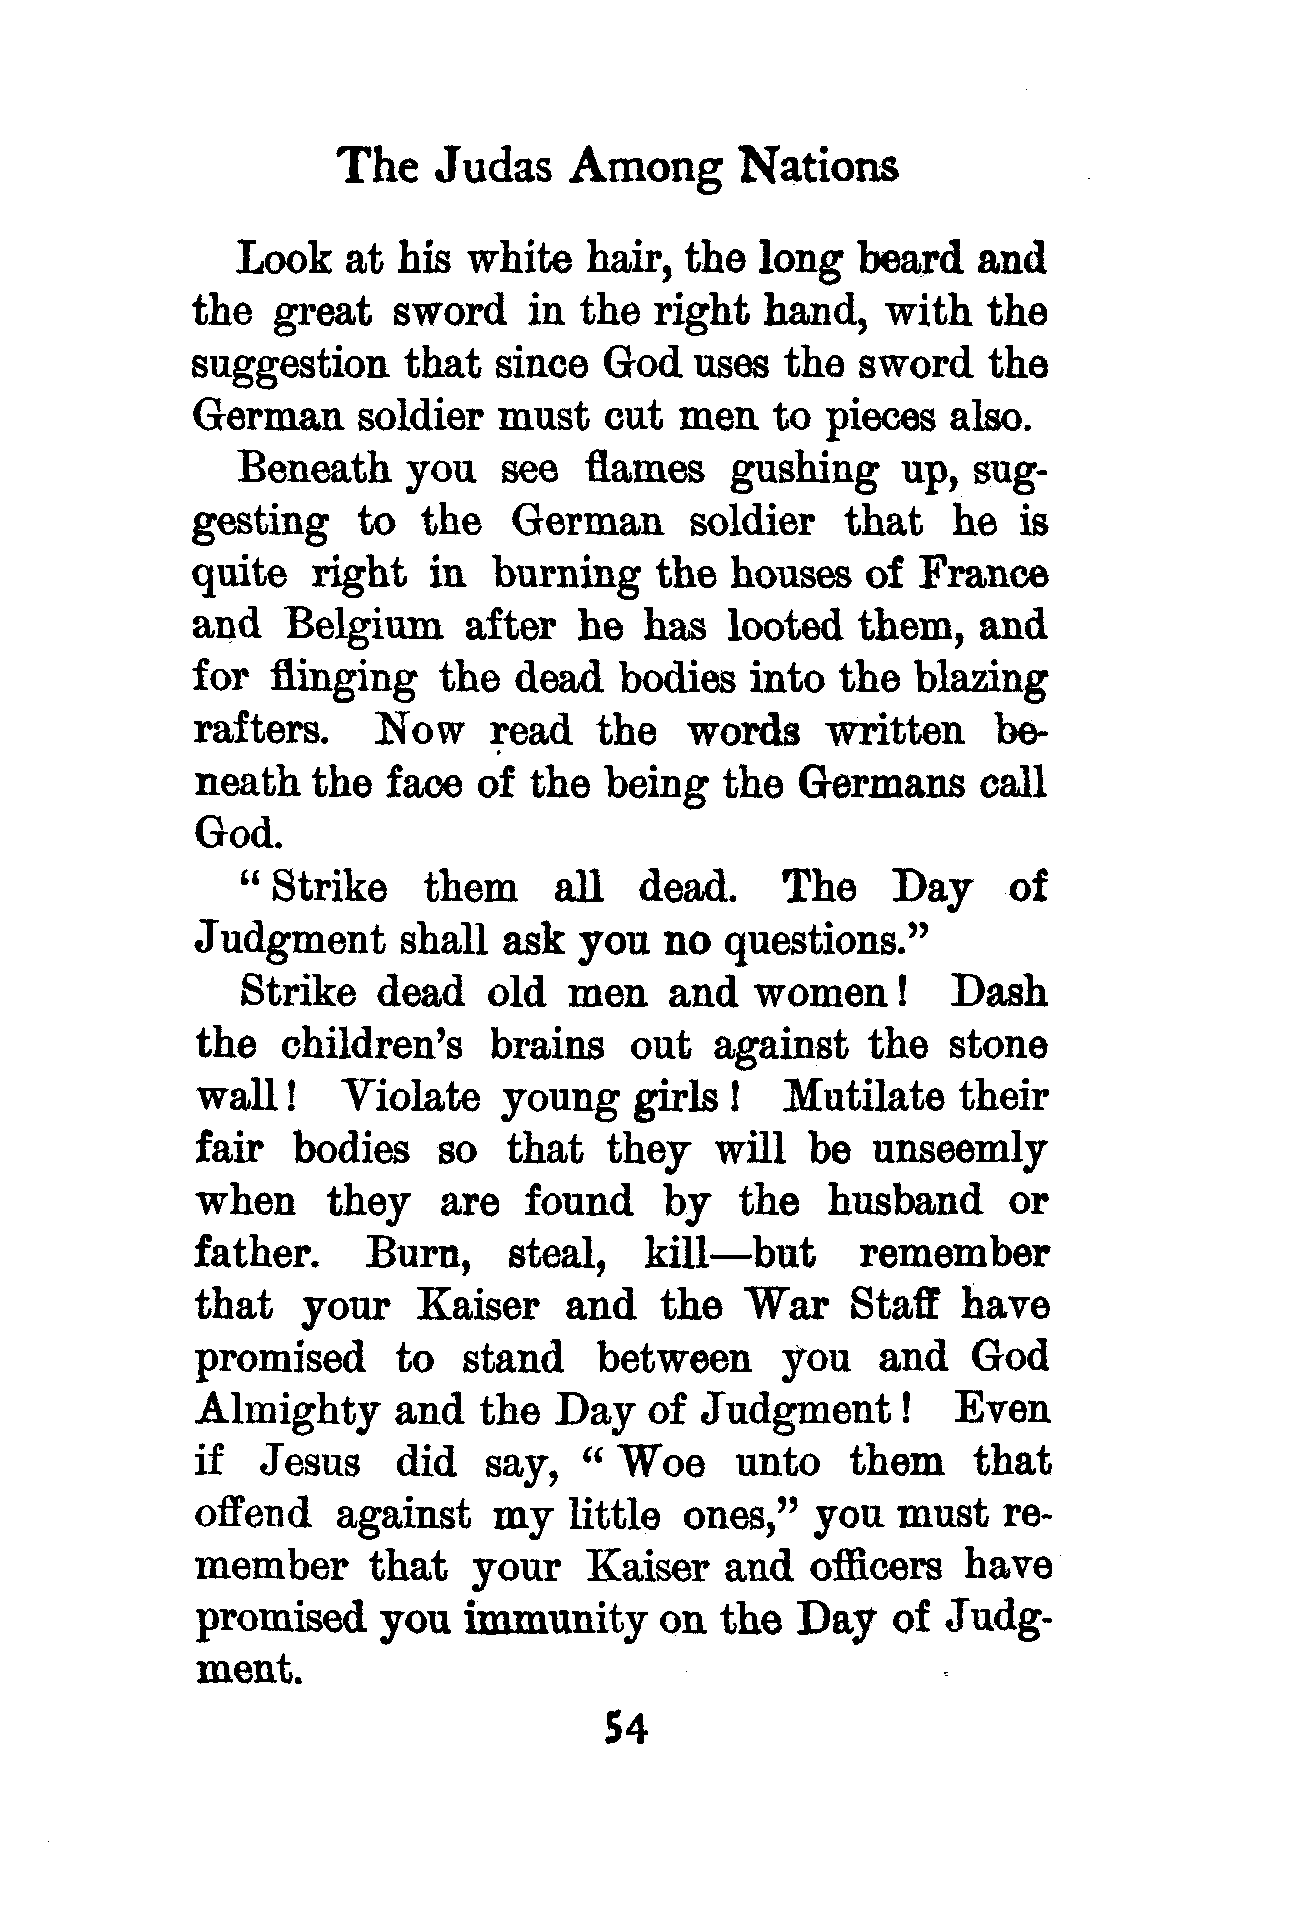 The Judas Among Nations
Look at his white hair, the long beard and
the great sword in the right hand, with the
suggestion that since God uses the sword the
German soldier must cut men to pieces also.
Beneath you see flames gushing up, sug-
gesting to the German soldier that he is
quite right in burning the houses of France
and Belgium after he has looted them, and
for flinging the dead bodies into the blazing
rafters. Now read the words written be-
neath the face of the being the Germans call
God.
“ Strike them all dead. The Day of
Judgment shall ask you no questions.”
Strike dead old men and women ! Dash
the children’s brains out against the stone
wall ! Violate young girls ! Mutilate their
fair bodies so that they will be unseemly
when they are found by the husband or
father. Burn, steal, kill—but remember
that your Kaiser and the War Staff have
promised to stand between you and God
Almighty and the Day of Judgment ! Even
if Jesus did say, “ Woe unto them that
offend against my little ones,” you must re-
member that your Kaiser and officers have
promised you immunity on the Day of Judg-
ment.
54